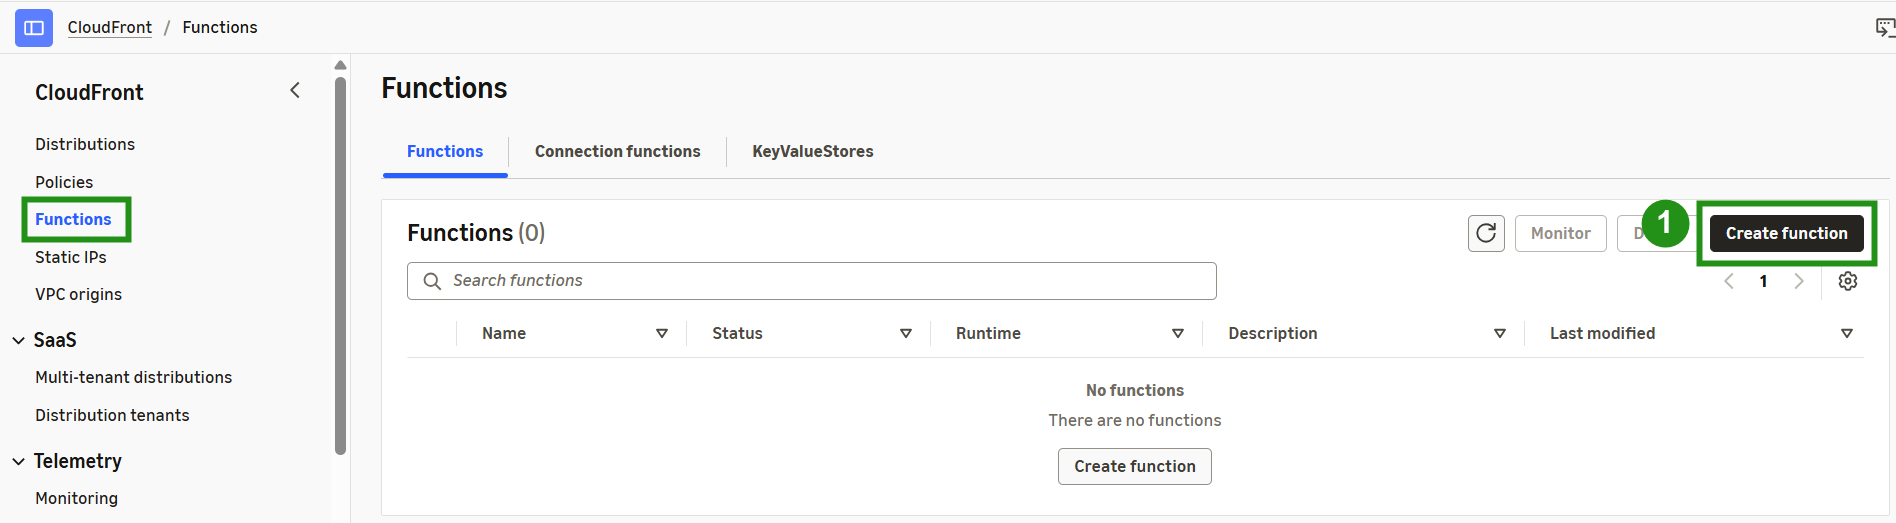 CloudFront / Functions
CloudFront
Distributions
Policies
Functions
Static IPs
VPC origins
SaaS
Multi-tenant distributions
Distribution tenants
Telemetry
Monitoring
Functions
Functions Connection functions KeyValueStores
Functions (0)
Monitor
1
Create function
Search functions
1
Name Status Runtime Description Last modified
No functions
There are no functions
Create function